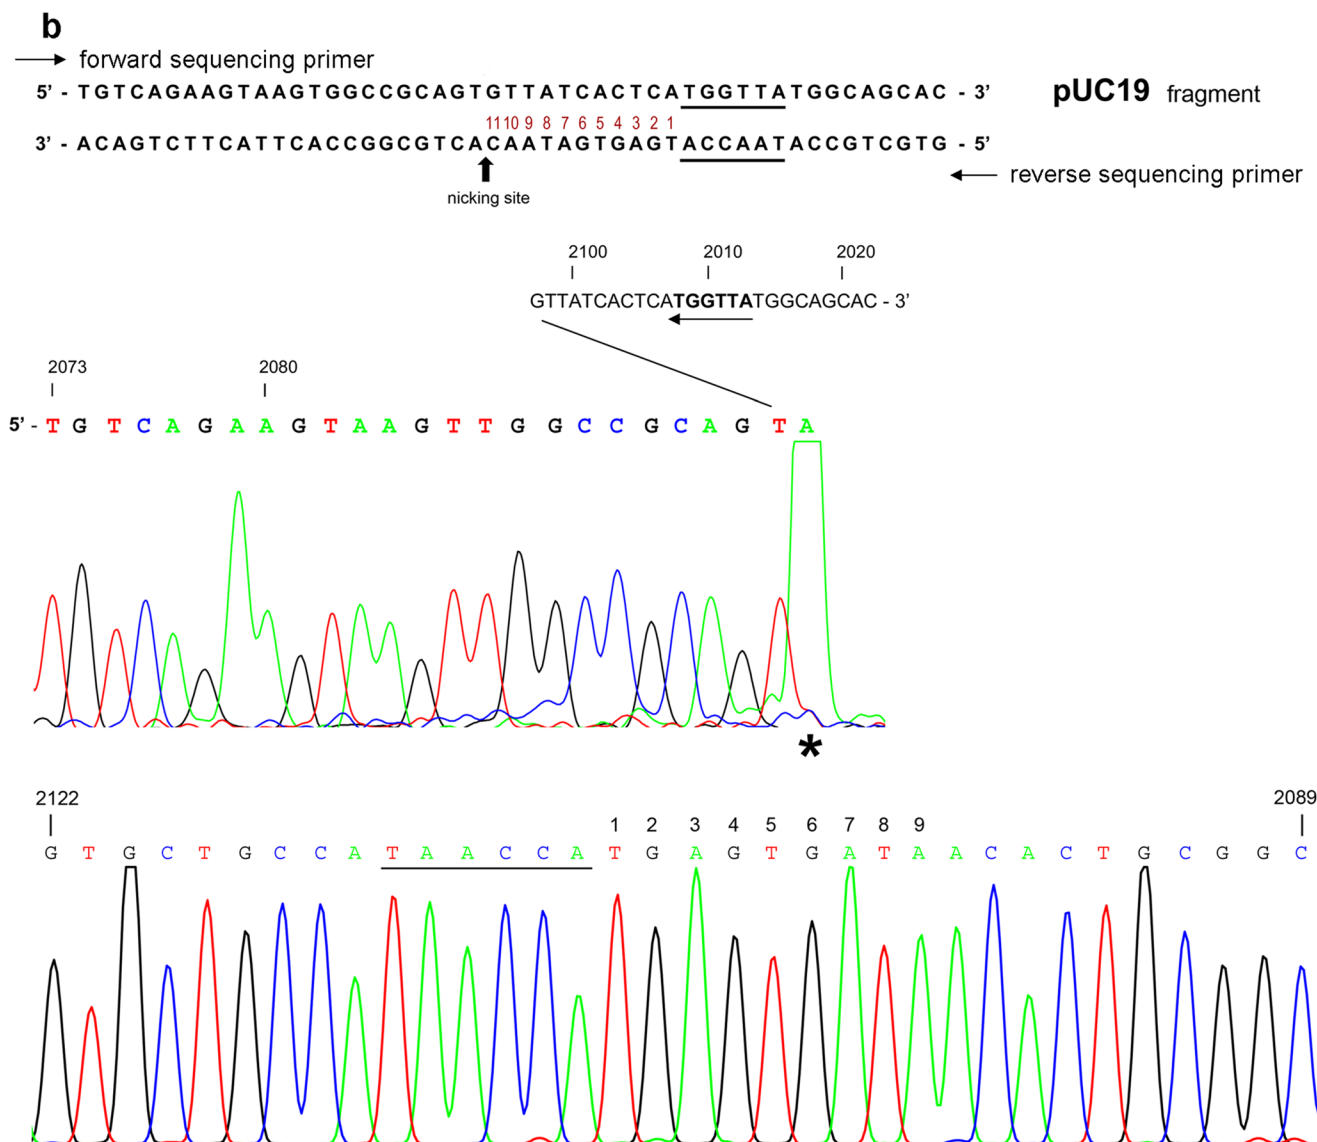 b
forward sequencing primer
5’ - TGTCAGAAGTAAGTGGCCGCAGTGTTATCACTCATGGTTATGGCAGCAC - 3’ pUC19 fragment
11 10 9 8 7 6 5 4 3 2 1
3’ - ACAGTCTTCATTCACCGGCGTCACAATAGTGAGTACCAATACCGTCGTG - 5’
nicking site
reverse sequencing primer
2100 2010 2020
GTTATCACTCATGGTTATGGCAGCAC - 3’
2073 2080
5’ - T G T C A G A A G T A A G T T G G C C G C A G T A
*
2122 2089
1 2 3 4 5 6 7 8 9
G T G C T G C C A T A A C C A T G A G T G A T A A C A C T G C G G C